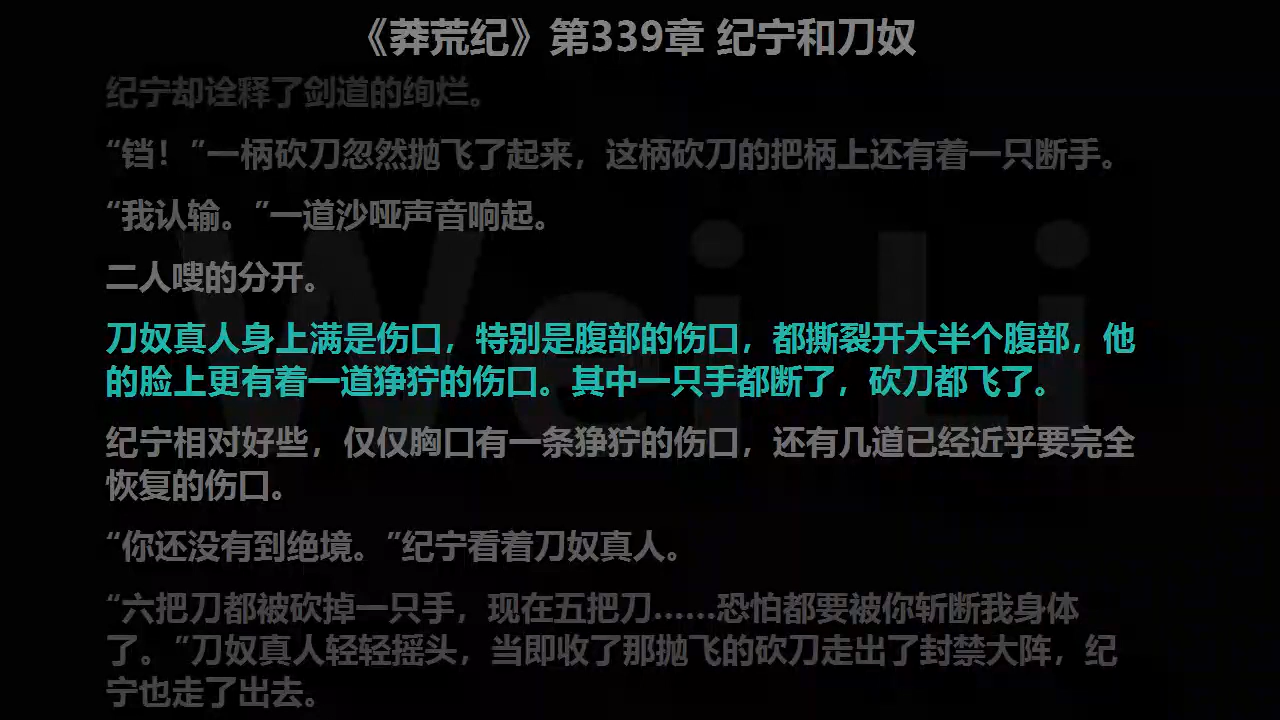 《莽荒纪》第339章 纪宁和刀奴
纪宁却诠释了剑道的绚烂。
“铛！”一柄砍刀忽然抛飞了起来，这柄砍刀的把柄上还有着一只断手。
“我认输。”一道沙哑声音响起。
二人嗖的分开。
刀奴真人身上满是伤口，特别是腹部的伤口，都撕裂开大半个腹部，他
的脸上更有着一道狰狞的伤口。其中一只手都断了，砍刀都飞了。
纪宁相对好些，仅仅胸口有一条狰狞的伤口，还有几道已经近乎要完全
恢复的伤口。
“你还没有到绝境。”纪宁看着刀奴真人。
“六把刀都被砍掉一只手，现在五把刀……恐怕都要被你斩断我身体
了。”刀奴真人轻轻摇头，当即收了那抛飞的砍刀走出了封禁大阵，纪
宁也走了出去。
Wei Li